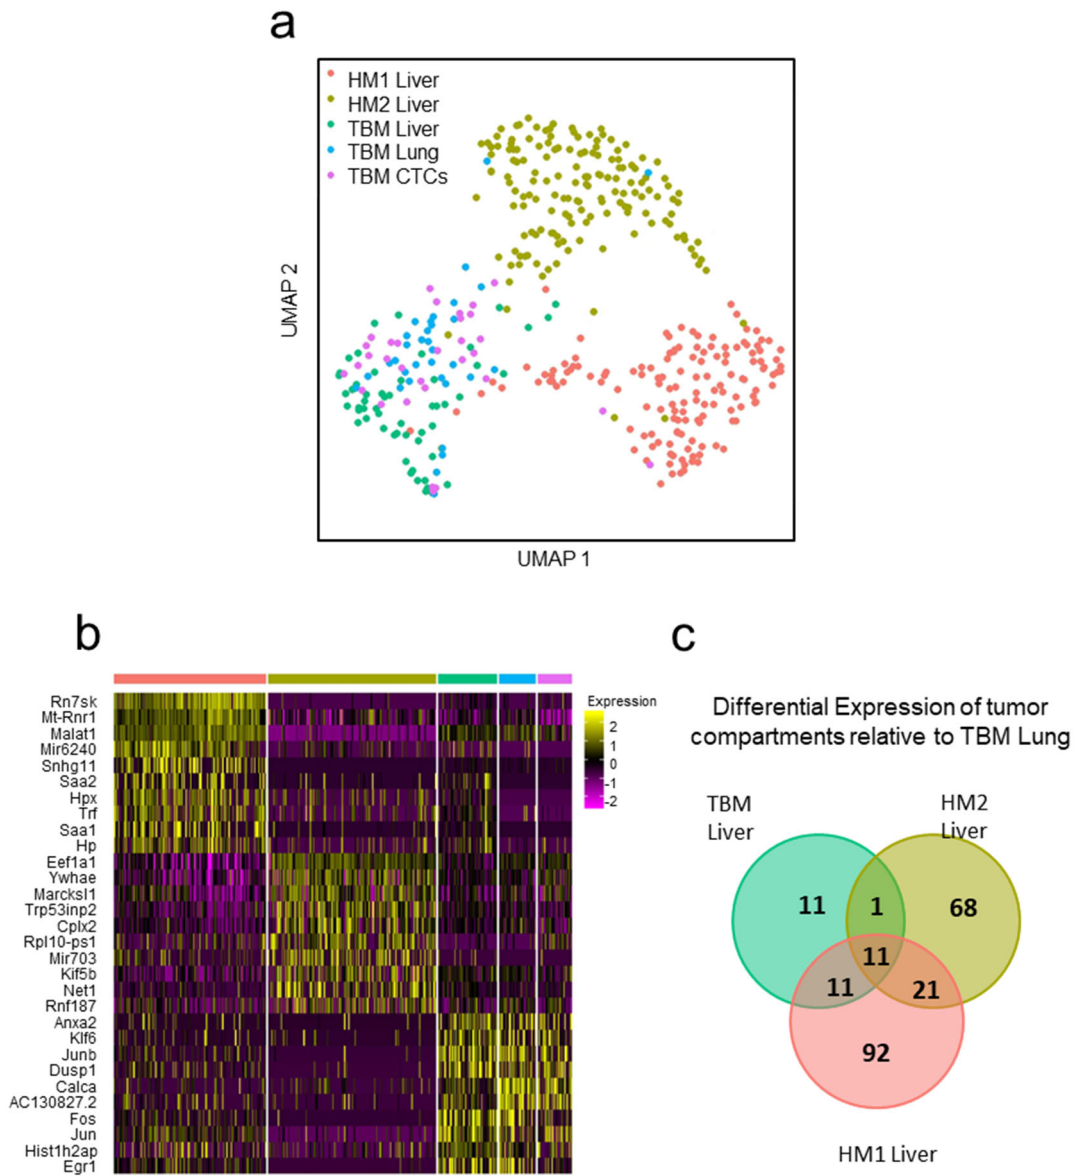 a
HM1 Liver
HM2 Liver
TBM Liver
TBM Lung
TBM CTCs
UMAP 2
UMAP 1
b
Rn7sk
Mt-Rnr1
Malat1
Mir6240
Snhg11
Saa2
Hpx
Trf
Saa1
Hp
Eef1a1
Ywhae
Marcksl1
Trp53inp2
Cplx2
Rpl10-ps1
Mir703
Kif5b
Net1
Rnf187
Anxa2
Klf6
Junb
Dusp1
Calca
AC130827.2
Fos
Jun
Hist1h2ap
Egr1
Expression
2
1
0
-1
-2
c
Differential Expression of tumor
compartments relative to TBM Lung
TBM
Liver
HM2
Liver
11
1
68
11
11
21
92
HM1 Liver